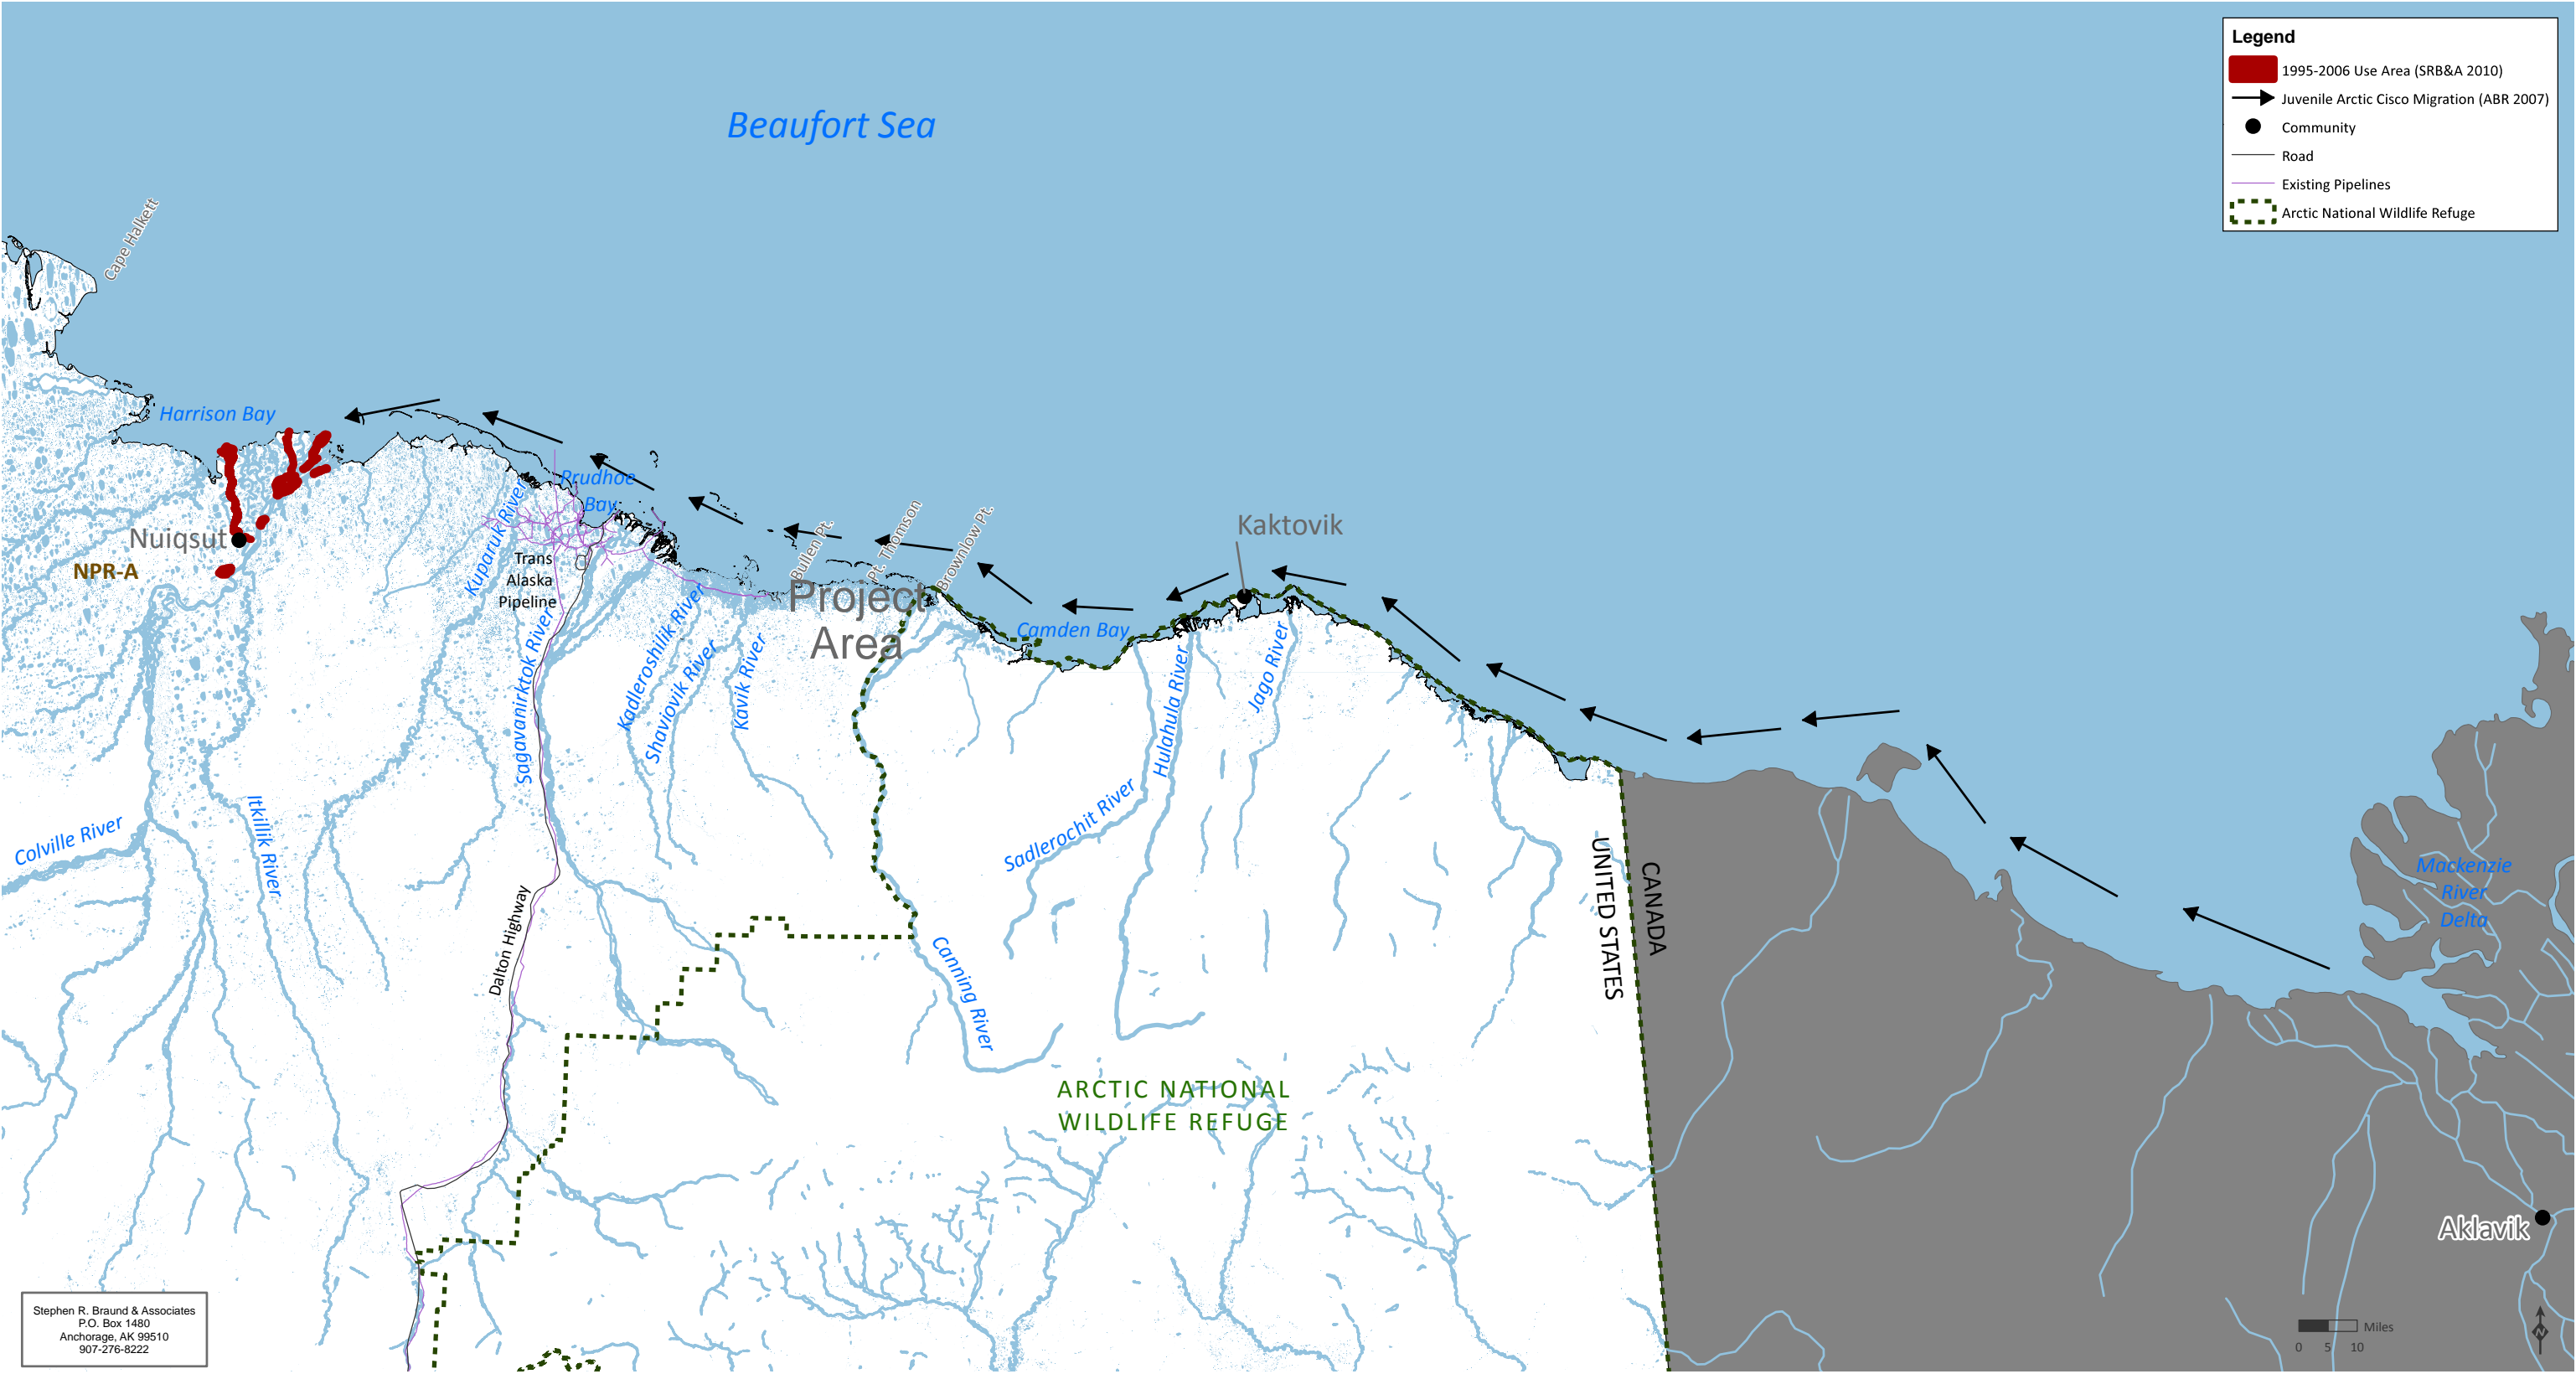 Legend
1995-2006 Use Area (SRB&A 2010)
Juvenile Arctic Cisco Migration (ABR 2007)
Community
Road
Existing Pipelines
Arctic National Wildlife Refuge
Beaufort Sea
Cape Halkett
Harrison Bay
Prudhoe
Bay
Nuiqsut
NPR-A
Kuparuk River
Trans
Alaska
Pipeline
Bullen Pt.
Pt. Thomson
Brownlow Pt.
Kaktovik
Project
Area
Camden Bay
Sagavanirktok River
Kadleroshilik River
Shaviovik River
Kavik River
Hulahula River
Jago River
Sadlerochit River
Colville River
Itkillik River
Dalton Highway
Canning River
UNITED STATES
CANADA
Mackenzie
River
Delta
ARCTIC NATIONAL
WILDLIFE REFUGE
Aklavik
Stephen R. Braund & Associates
P.O. Box 1480
Anchorage, AK 99510
907-276-8222
Miles
0 5 10
N